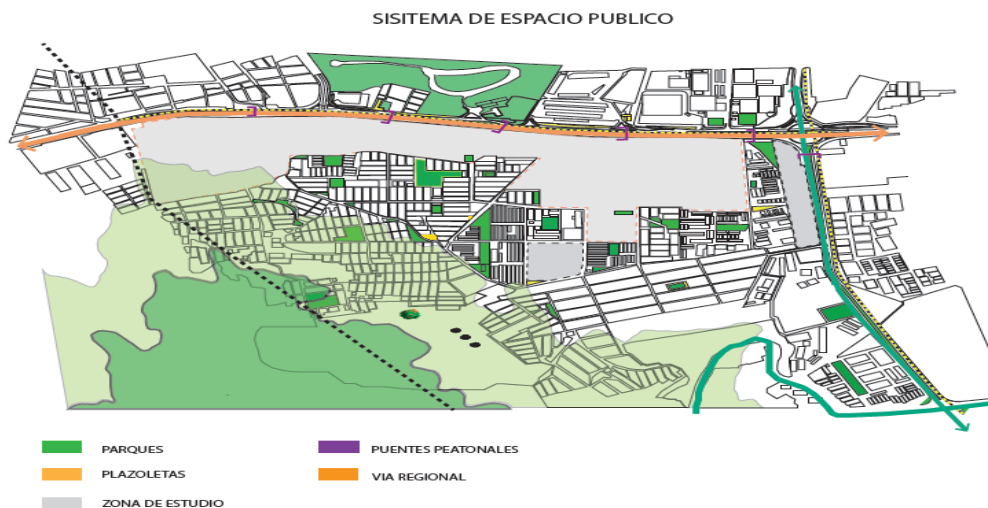 SISITEMA DE ESPACIO PUBLICO
PARQUES
PLAZOLETAS
ZONA DE ESTUDIO
PUENTES PEATONALES
VIA REGIONAL